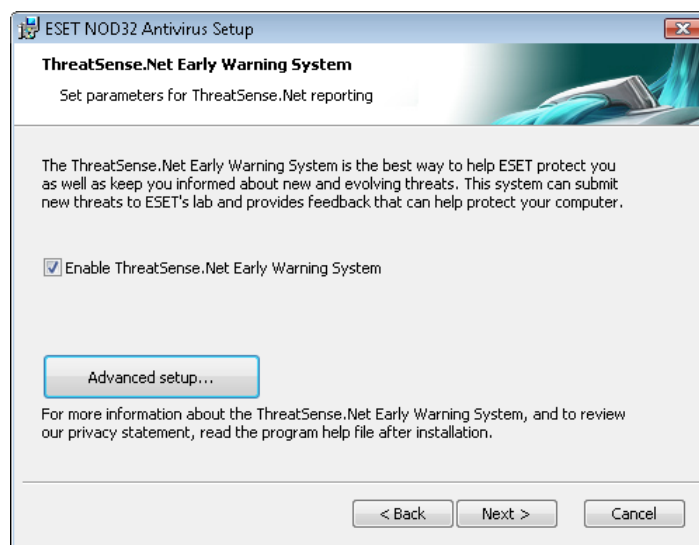 ESET NOD32 Antivirus Setup
ThreatSense.Net Early Warning System
Set parameters for ThreatSense.Net reporting
The ThreatSense.Net Early Warning System is the best way to help ESET protect you
as well as keep you informed about new and evolving threats. This system can submit
new threats to ESET's lab and provides feedback that can help protect your computer.
Enable ThreatSense.Net Early Warning System
Advanced setup...
For more information about the ThreatSense.Net Early Warning System, and to review
our privacy statement, read the program help file after installation.
< Back Next > Cancel